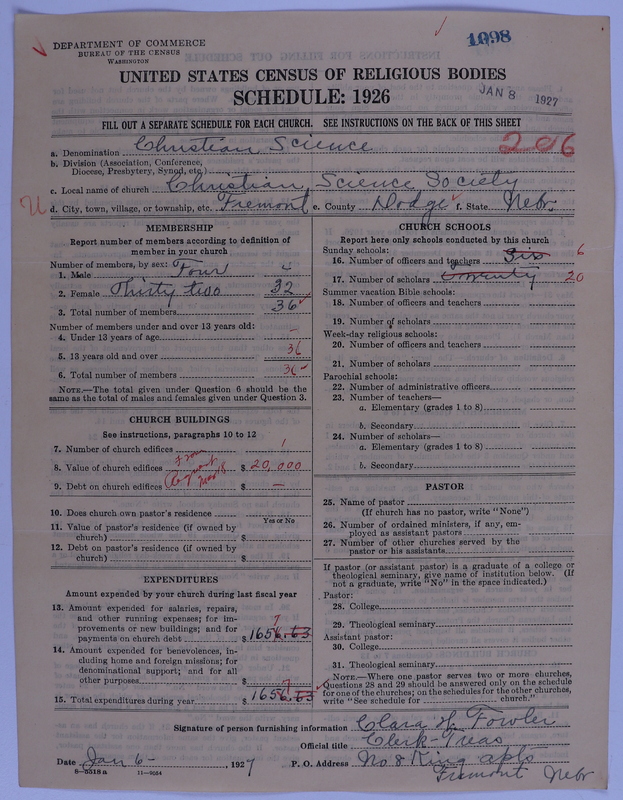 DEPARTMENT OF COMMERCE
BUREAU OF THE CENSUS
WASHINGTON
1098
UNITED STATES CENSUS OF RELIGIOUS BODIES
SCHEDULE: 1926
JAN 8 1927
FILL OUT A SEPARATE SCHEDULE FOR EACH CHURCH. SEE INSTRUCTIONS ON THE BACK OF THIS SHEET
206
a. Denomination Christian Science
b. Division (Association, Conference,
Diocese, Presbytery, Synod, etc.)
c. Local name of church Christian Science Society
U d. City, town, village, or township, etc. Fremont e. County Dodge f. State Nebr.
MEMBERSHIP
Report number of members according to definition of
member in your church
Number of members, by sex:
1. Male Four 4
2. Female Thirty two 32
3. Total number of members 36
Number of members under and over 13 years old:
4. Under 13 years of age –
5. 13 years old and over 36
6. Total number of members 36
NOTE.—The total given under Question 6 should be the
same as the total of males and females given under Question 3.
CHURCH BUILDINGS
See instructions, paragraphs 10 to 12
7. Number of church edifices 1
8. Value of church edifices $ 20,000
9. Debt on church edifices $ –
From
10. Does church own pastor's residence
Yes or No
11. Value of pastor's residence (if owned by
church) $
12. Debt on pastor's residence (if owned by
church) $
EXPENDITURES
Amount expended by your church during last fiscal year
13. Amount expended for salaries, repairs,
and other running expenses; for im-
provements or new buildings; and for
payments on church debt $ 1656.63 7
14. Amount expended for benevolences, in-
cluding home and foreign missions; for
denominational support; and for all
other purposes $
15. Total expenditures during year $ 1656.63 7
CHURCH SCHOOLS
Report here only schools conducted by this church
Sunday schools:
16. Number of officers and teachers Six 6
17. Number of scholars Twenty 20
Summer vacation Bible schools:
18. Number of officers and teachers
19. Number of scholars
Week-day religious schools:
20. Number of officers and teachers
21. Number of scholars
Parochial schools:
22. Number of administrative officers
23. Number of teachers—
a. Elementary (grades 1 to 8)
b. Secondary
24. Number of scholars—
a. Elementary (grades 1 to 8)
b. Secondary
PASTOR
25. Name of pastor
(If church has no pastor, write "None")
26. Number of ordained ministers, if any, em-
ployed as assistant pastors
27. Number of other churches served by the
pastor or his assistants
If pastor (or assistant pastor) is a graduate of a college or
theological seminary, give name of institution below. (If
not a graduate, write "No" in the space indicated.)
Pastor:
28. College
29. Theological seminary
Assistant pastor:
30. College
31. Theological seminary
NOTE.—Where one pastor serves two or more churches,
Questions 28 and 29 should be answered only on the schedule
for one of the churches; on the schedules for the other churches,
write "See schedule for church."
Signature of person furnishing information Clara H Fowler
Official title Clerk-Treas
Date Jan 6-, 1927 P. O. Address No 8 King apts
Fremont Nebr
8—5318 a 11—9084